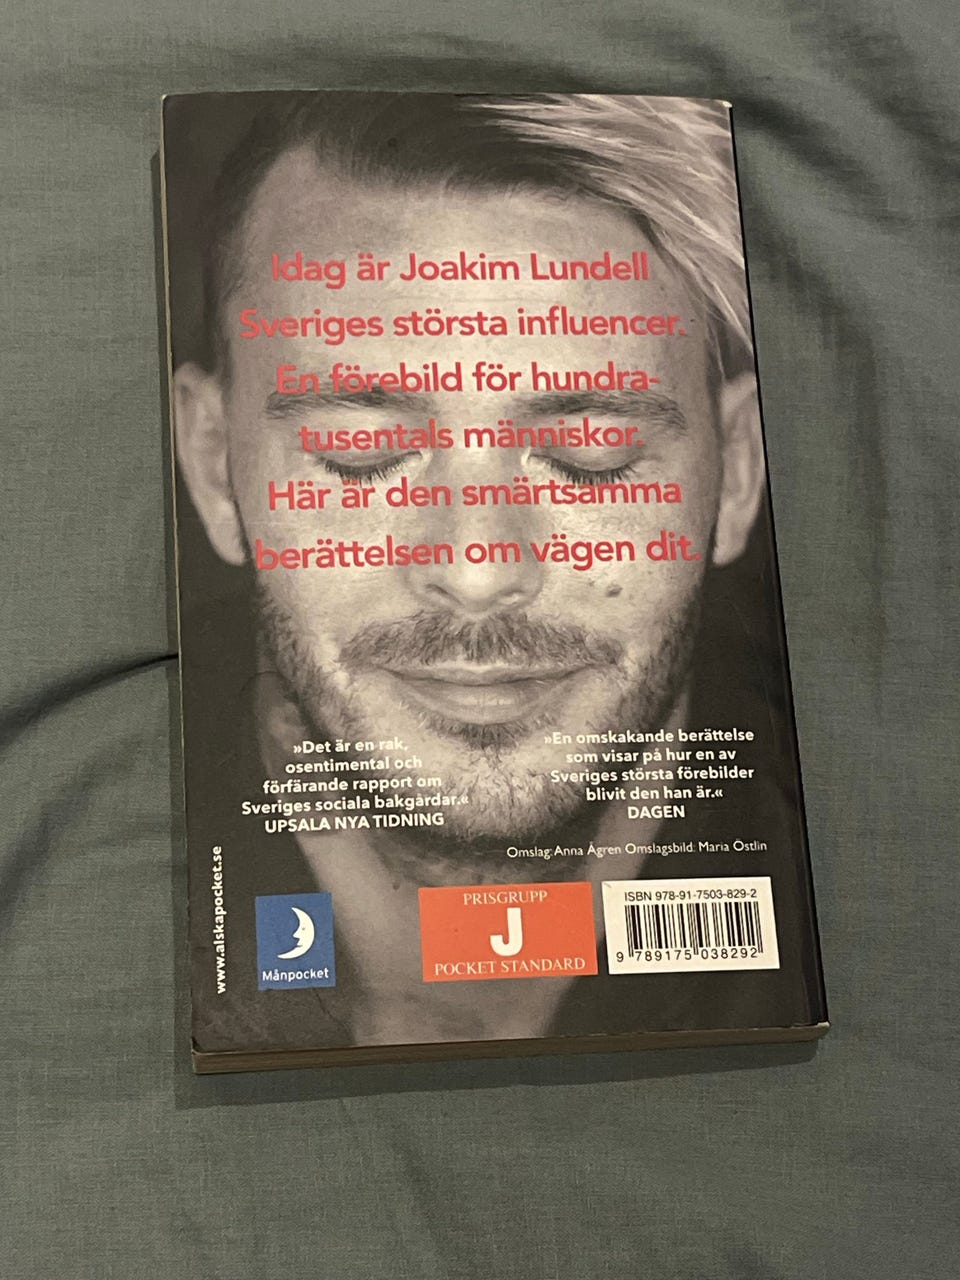 Idag är Joakim Lundell
Sveriges största influencer.
En förebild för hundra-
tusentals människor.
Här är den smärtsamma
berättelsen om vägen dit.
»Det är en rak,
osentimental och
förfärande rapport om
Sveriges sociala bakgårdar.«
UPSALA NYA TIDNING
»En omskakande berättelse
som visar på hur en av
Sveriges största förebilder
blivit den han är.«
DAGEN
Omslag: Anna Ågren Omslagsbild: Maria Östlin
www.alskapocket.se
Månpocket
PRISGRUPP
J
POCKET STANDARD
ISBN 978-91-7503-829-2
9 789175 038292